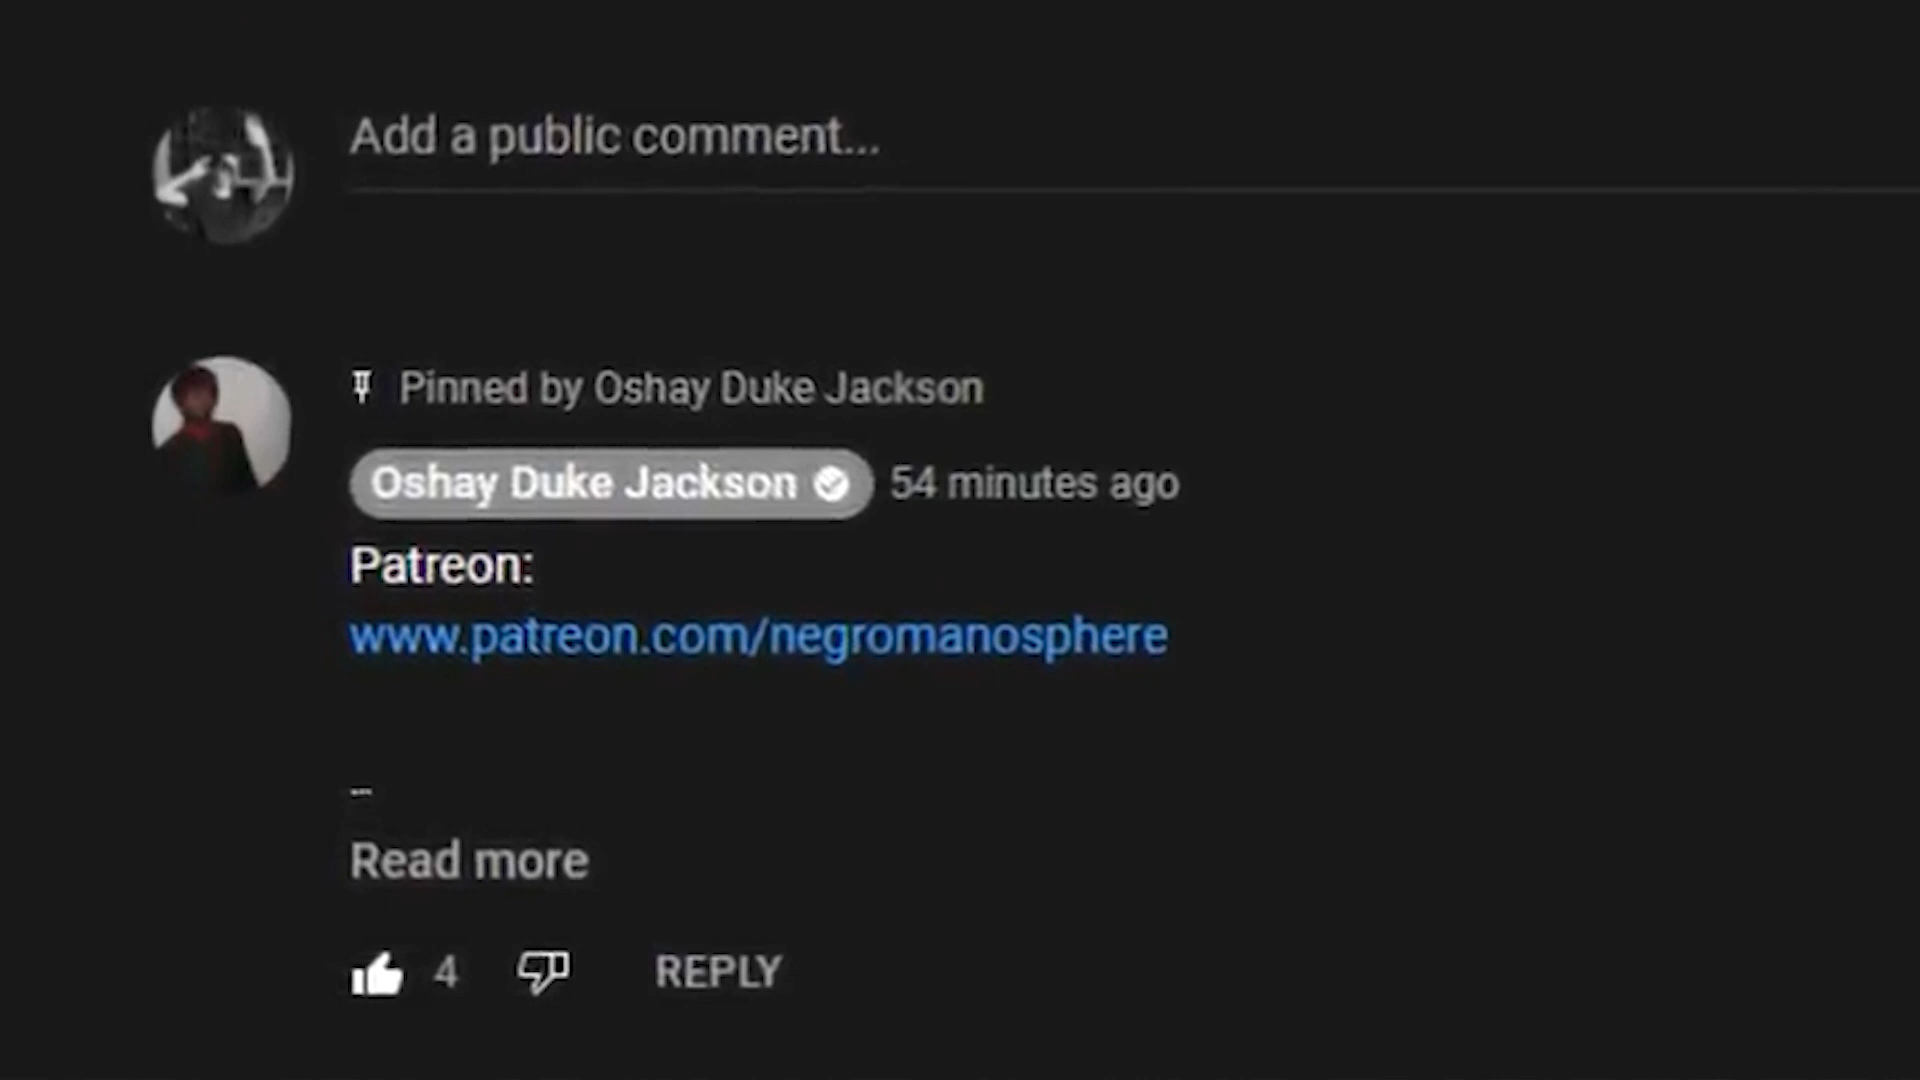 Add a public comment...
Pinned by Oshay Duke Jackson
Oshay Duke Jackson 54 minutes ago
Patreon:
www.patreon.com/negromanosphere
--
Read more
4 REPLY